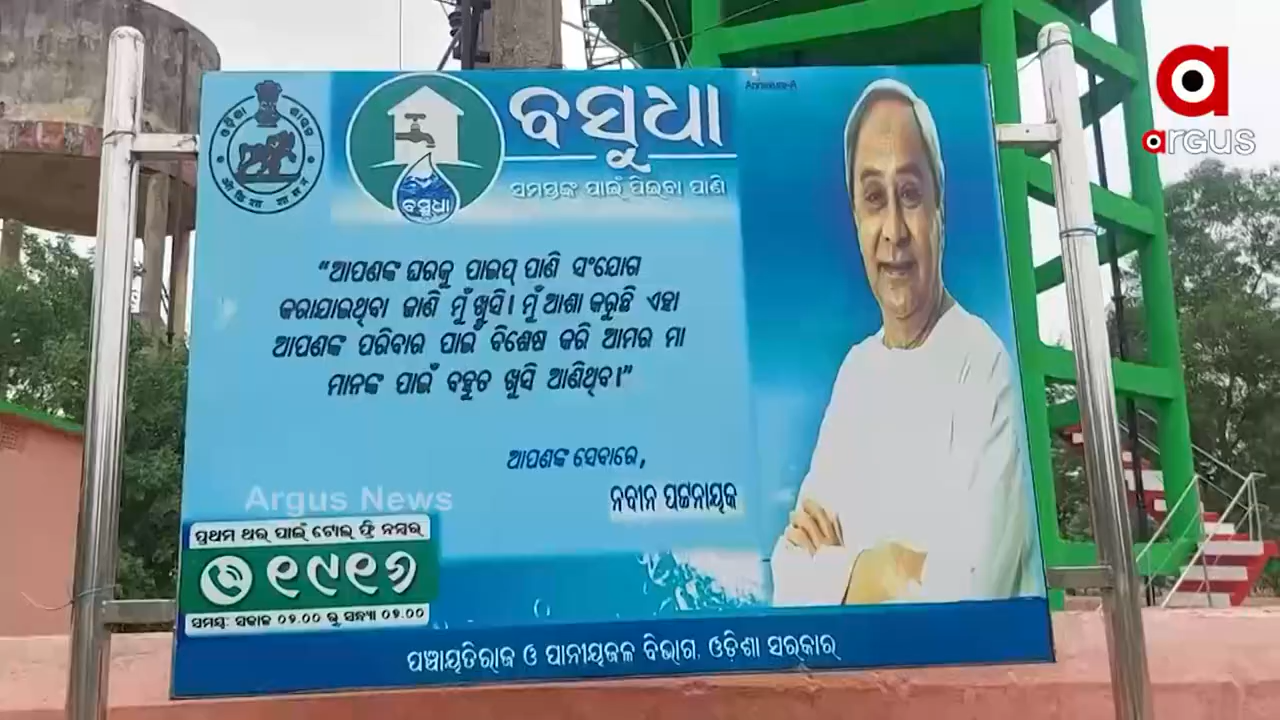 ବସୁଧା
ସମସ୍ତଙ୍କ ପାଇଁ ପିଇବା ପାଣି
ବସୁଧା
Annexure-A
a
argus
“ଆପଣଙ୍କ ଘରକୁ ପାଇପ୍ ପାଣି ସଂଯୋଗ
କରାଯାଇଥିବା ଜାଣି ମୁଁ ଖୁସି। ମୁଁ ଆଶା କରୁଛି ଏହା
ଆପଣଙ୍କ ପରିବାର ପାଇଁ ବିଶେଷ କରି ଆମର ମା
ମାନଙ୍କ ପାଇଁ ବହୁତ ଖୁସି ଆଣିଥିବ।”
ଆପଣଙ୍କ ସେବାରେ,
ନବୀନ ପଟ୍ଟନାୟକ
Argus News
ପ୍ରଥମ ଥର ପାଇଁ ଟୋଲ୍ ଫ୍ରି ନମ୍ବର୍
୧୯୧୬
ସମୟ: ସକାଳ ୦୭.୦୦ ରୁ ସନ୍ଧ୍ୟା ୦୭.୦୦
ପଞ୍ଚାୟତିରାଜ ଓ ପାନୀୟଜଳ ବିଭାଗ, ଓଡ଼ିଶା ସରକାର